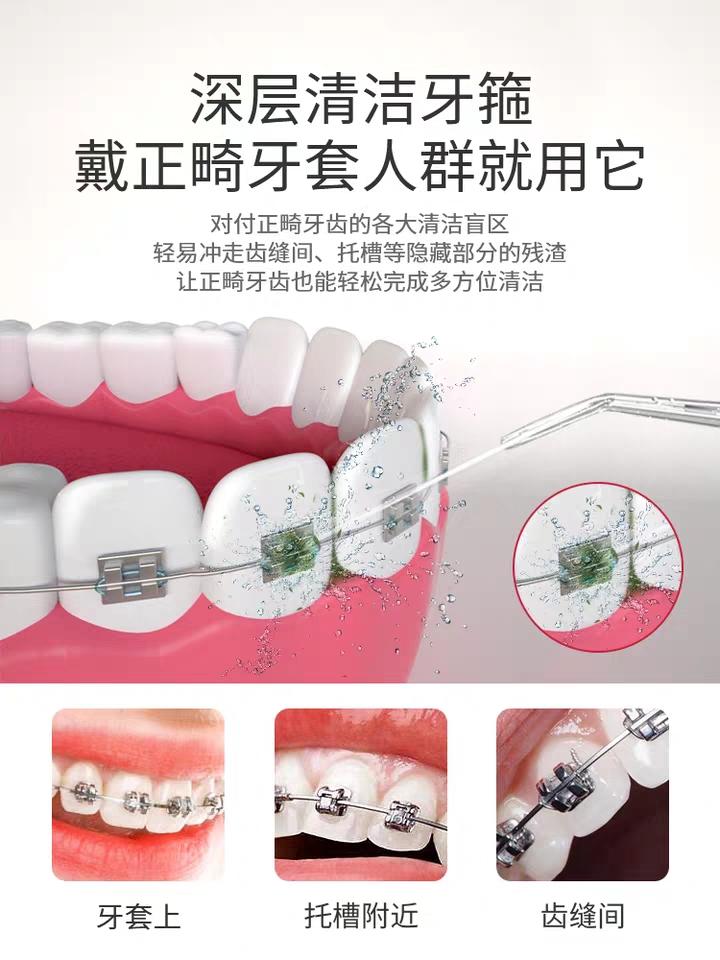 深层清洁牙箍
戴正畸牙套人群就用它
对付正畸牙齿的各大清洁盲区
轻易冲走齿缝间、托槽等隐藏部分的残渣
让正畸牙齿也能轻松完成多方位清洁
牙套上
托槽附近
齿缝间